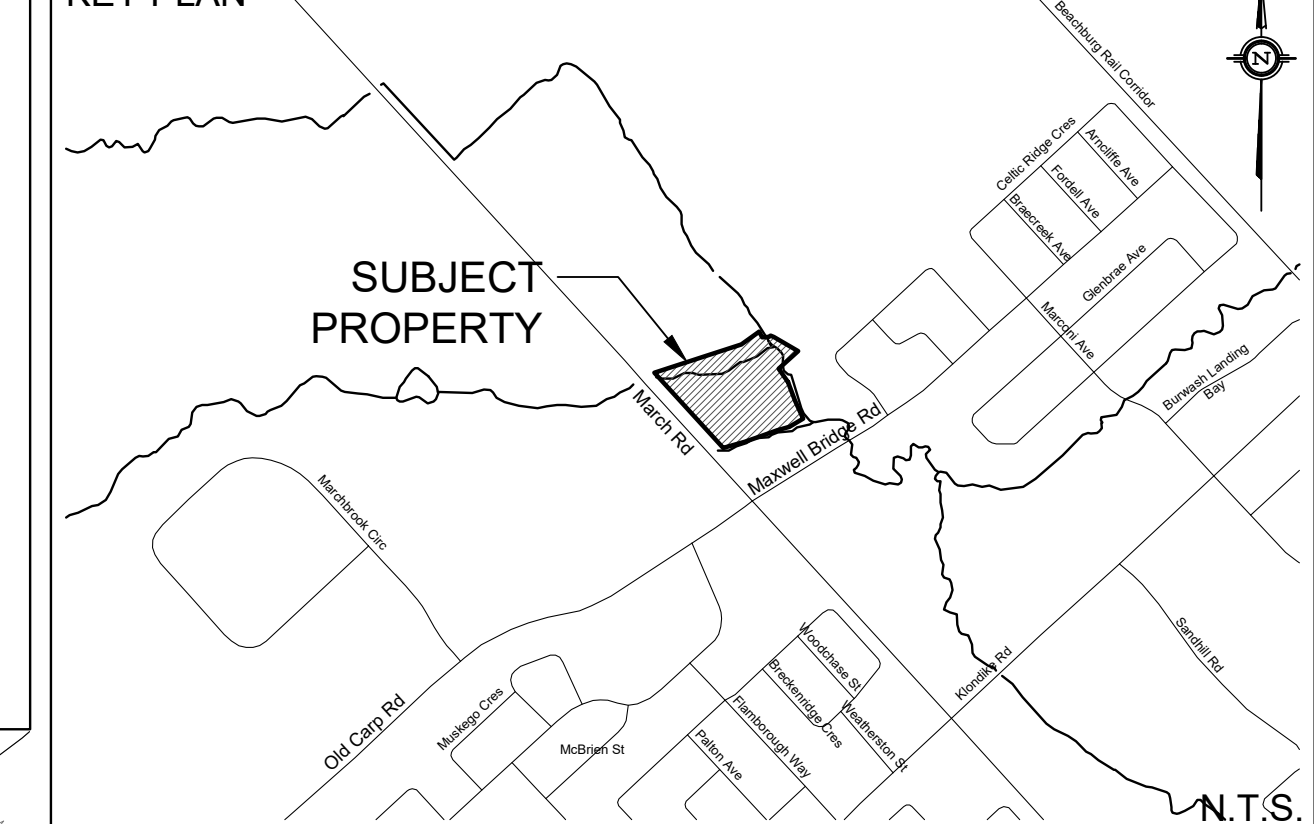 KEY PLAN
Beachburg Rail Corridor
N
Celtic Ridge Cres
Arncliffe Ave
Fordell Ave
Braecreek Ave
Glenbrae Ave
SUBJECT
PROPERTY
Marconi Ave
Burwash Landing
Bay
March Rd
Maxwell Bridge Rd
Marchbrook Circ
Woodchase St
Sandhill Rd
Klondike Rd
Breckenridge Cres
Muskego Cres
Flamborough Way
Weatherston St
Old Carp Rd
McBrien St
Palton Ave
N.T.S.